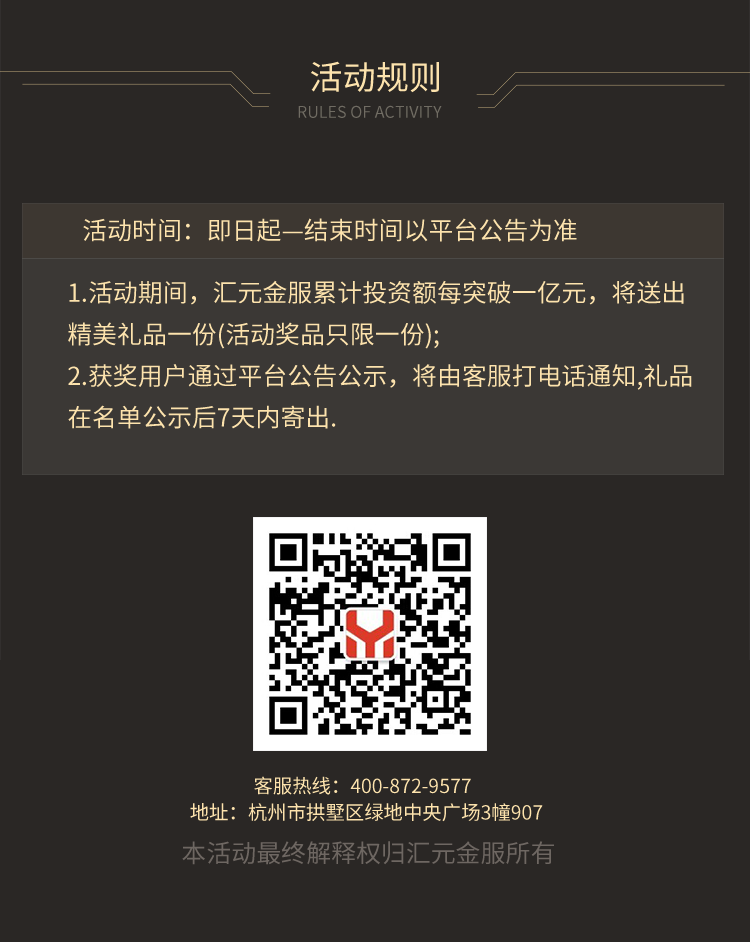 活动规则
RULES OF ACTIVITY
活动时间：即日起—结束时间以平台公告为准
1.活动期间，汇元金服累计投资额每突破一亿元，将送出
精美礼品一份(活动奖品只限一份);
2.获奖用户通过平台公告公示，将由客服打电话通知,礼品
在名单公示后7天内寄出.
客服热线：400-872-9577
地址：杭州市拱墅区绿地中央广场3幢907
本活动最终解释权归汇元金服所有